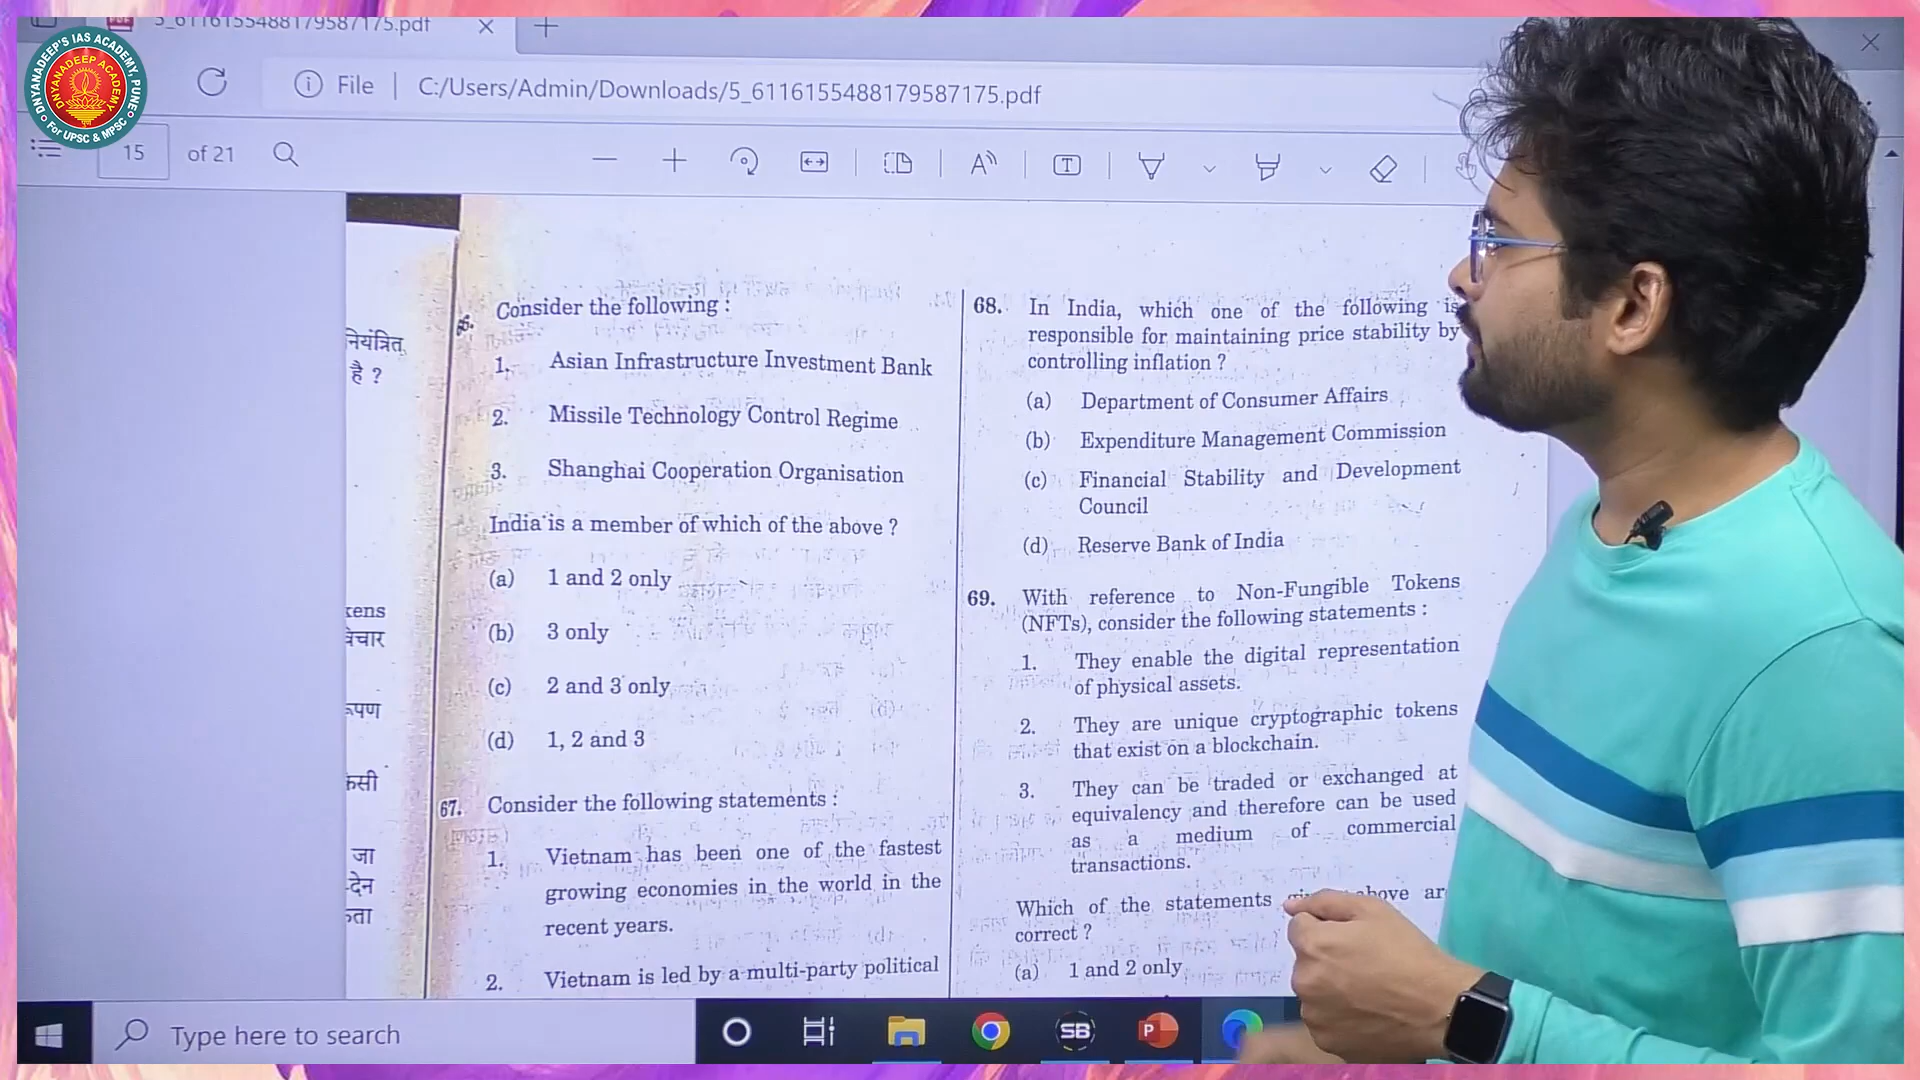 5_6116155488179587175.pdf
DNYANADEEP'S IAS ACADEMY, PUNE
DNYANADEEP ACADEMY
For UPSC & MPSC
File
C:/Users/Admin/Downloads/5_6116155488179587175.pdf
15 of 21
नियंत्रित
है ?
kens
विचार
रूपण
किसी
जा
-देन
66. Consider the following :
1. Asian Infrastructure Investment Bank
2. Missile Technology Control Regime
3. Shanghai Cooperation Organisation
India is a member of which of the above ?
(a) 1 and 2 only
(b) 3 only
(c) 2 and 3 only
(d) 1, 2 and 3
67. Consider the following statements :
1. Vietnam has been one of the fastest
growing economies in the world in the
recent years.
2. Vietnam is led by a multi-party political
68. In India, which one of the following is
responsible for maintaining price stability by
controlling inflation ?
(a) Department of Consumer Affairs
(b) Expenditure Management Commission
(c) Financial Stability and Development
Council
(d) Reserve Bank of India
69. With reference to Non-Fungible Tokens
(NFTs), consider the following statements :
1. They enable the digital representation
of physical assets.
2. They are unique cryptographic tokens
that exist on a blockchain.
3. They can be traded or exchanged at
equivalency and therefore can be used
as a medium of commercial
transactions.
Which of the statements given above are
correct ?
(a) 1 and 2 only
Type here to search
SB
P